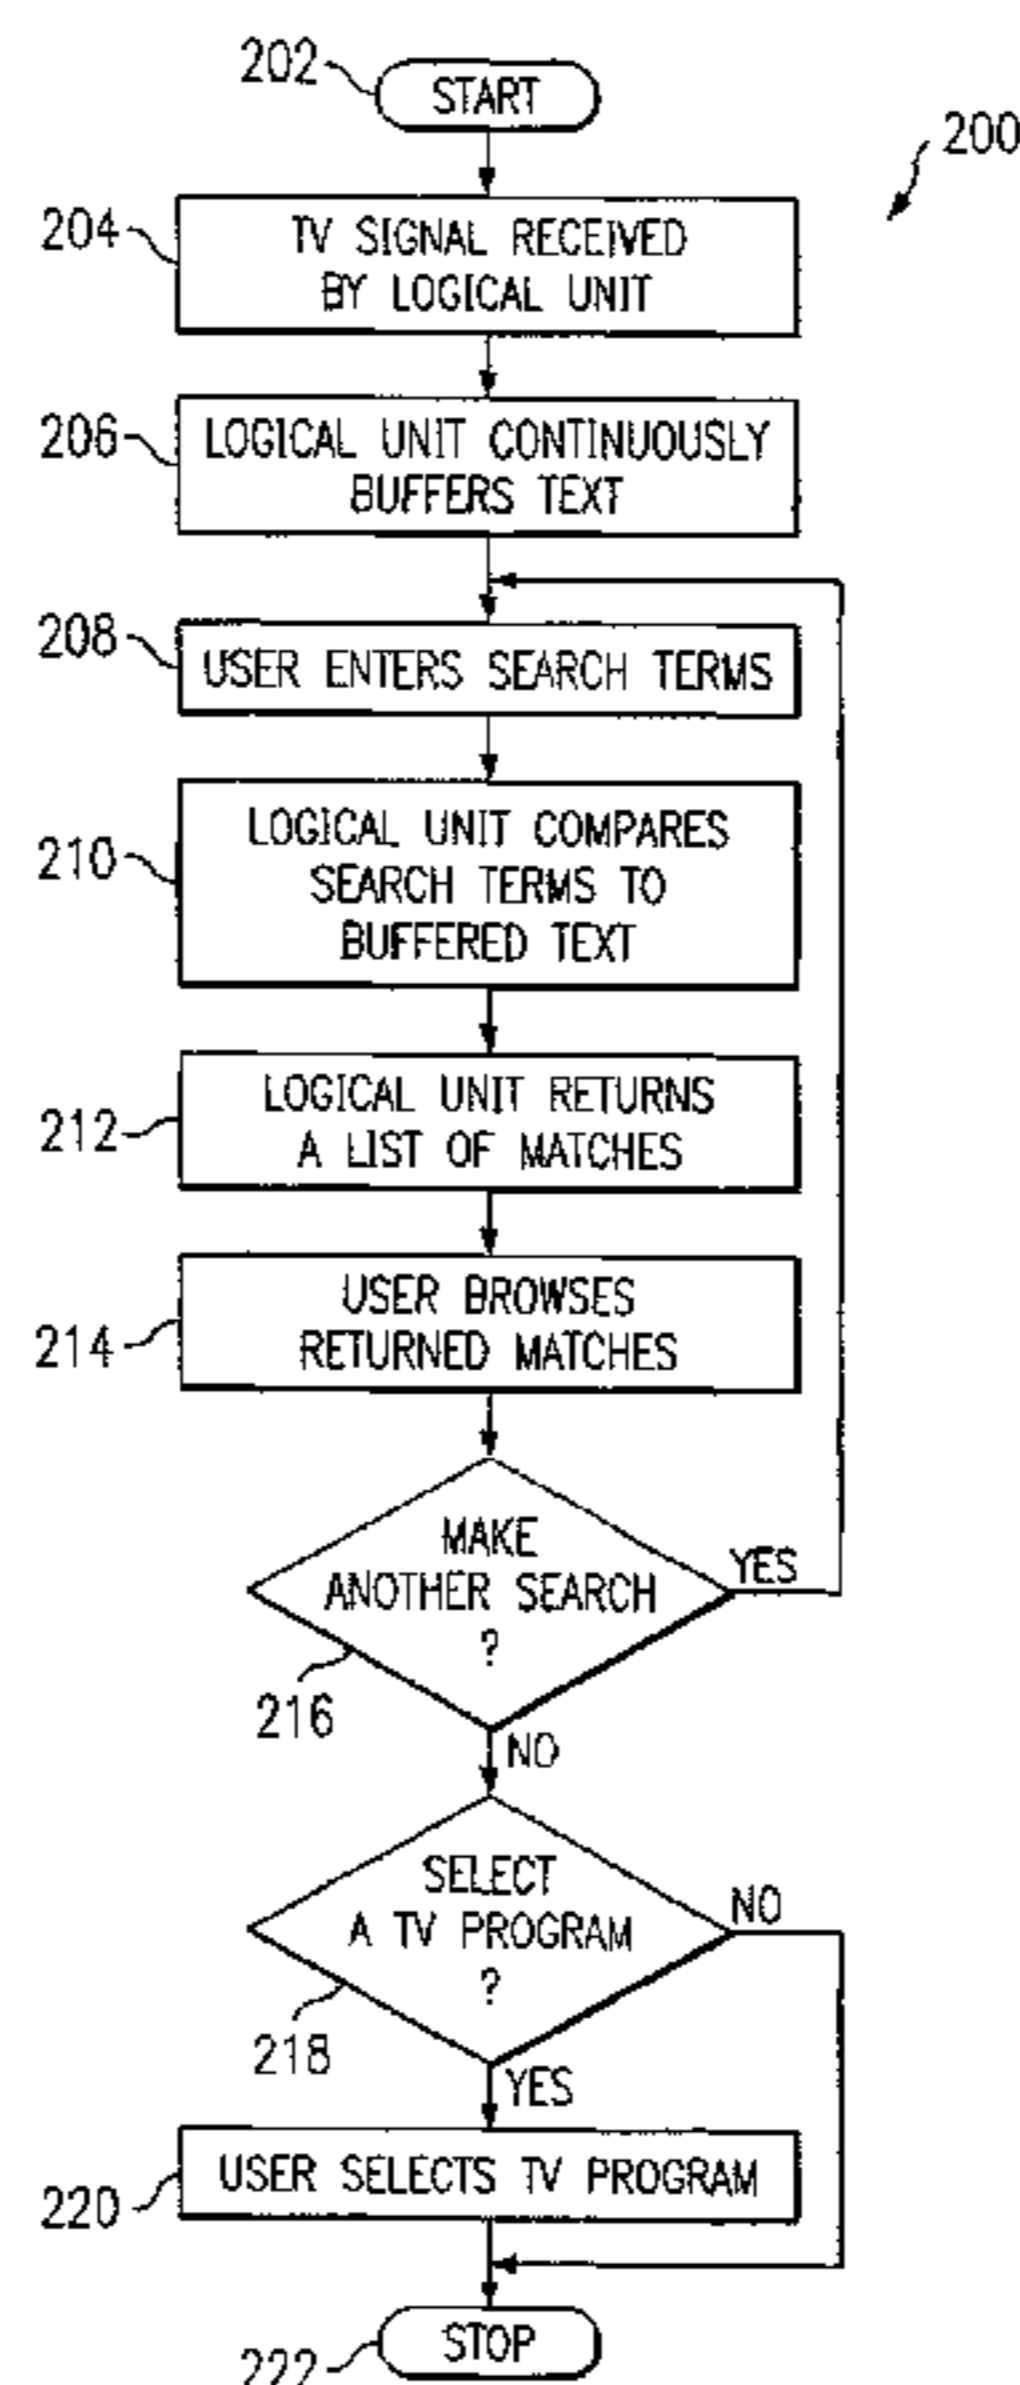 202
START
200
204
TV SIGNAL RECEIVED
BY LOGICAL UNIT
206
LOGICAL UNIT CONTINUOUSLY
BUFFERS TEXT
208
USER ENTERS SEARCH TERMS
210
LOGICAL UNIT COMPARES
SEARCH TERMS TO
BUFFERED TEXT
212
LOGICAL UNIT RETURNS
A LIST OF MATCHES
214
USER BROWSES
RETURNED MATCHES
MAKE
ANOTHER SEARCH
?
YES
216
NO
SELECT
A TV PROGRAM
?
NO
218
YES
220
USER SELECTS TV PROGRAM
STOP
222